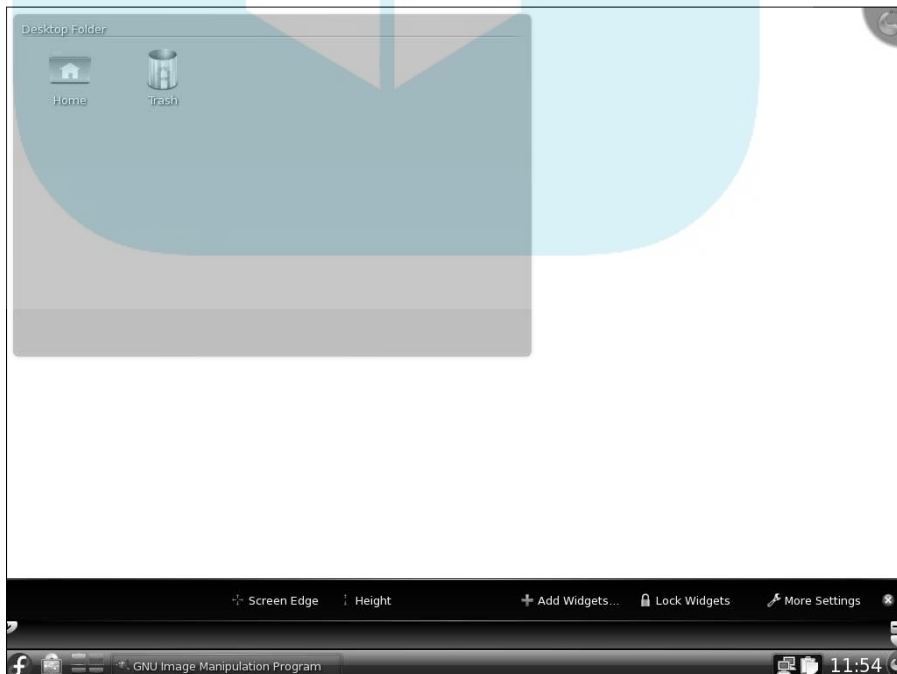 Desktop Folder
Home Trash
Screen Edge Height Add Widgets... Lock Widgets More Settings
GNU Image Manipulation Program 11:54